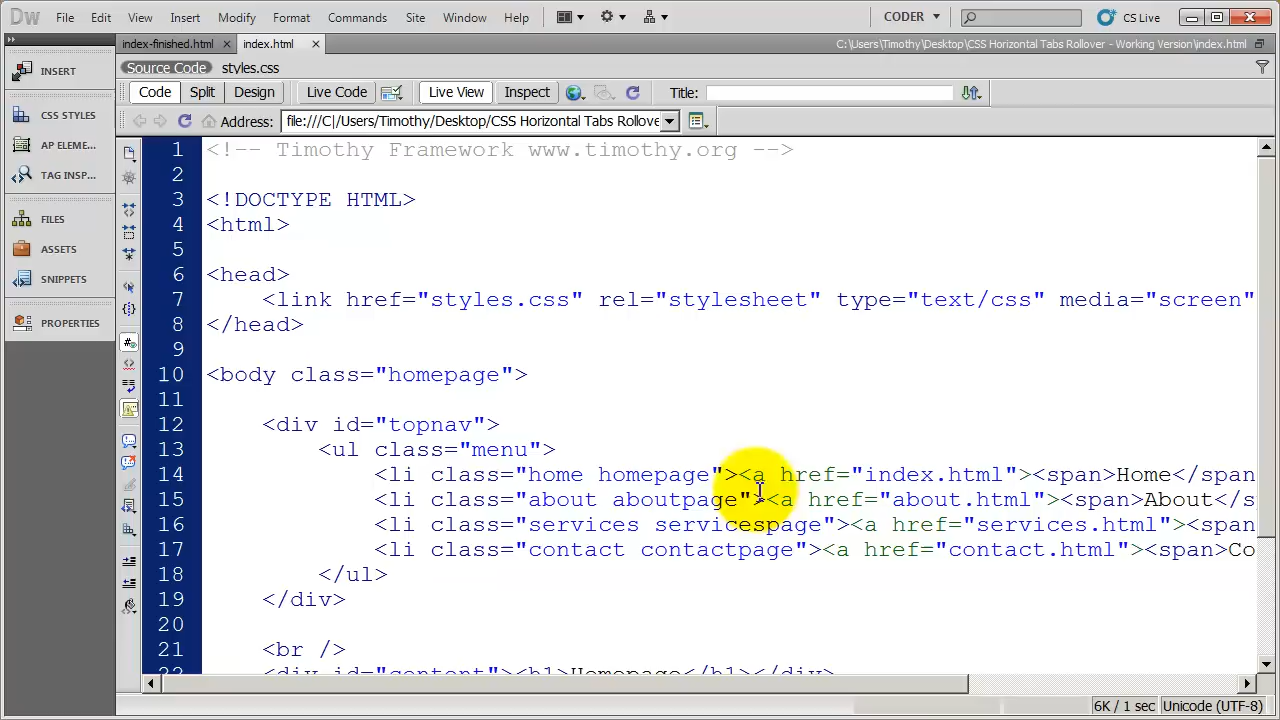 Dw File Edit View Insert Modify Format Commands Site Window Help CODER CS Live
index-finished.html index.html C:\Users\Timothy\Desktop\CSS Horizontal Tabs Rollover - Working Version\index.html
Source Code styles.css
Code Split Design Live Code Live View Inspect Title:
Address: file:///C|/Users/Timothy/Desktop/CSS Horizontal Tabs Rollove
INSERT
CSS STYLES
AP ELEME...
TAG INSP...
FILES
ASSETS
SNIPPETS
PROPERTIES
1 <!-- Timothy Framework www.timothy.org -->
2
3 <!DOCTYPE HTML>
4 <html>
5
6 <head>
7 <link href="styles.css" rel="stylesheet" type="text/css" media="screen"
8 </head>
9
10 <body class="homepage">
11
12 <div id="topnav">
13 <ul class="menu">
14 <li class="home homepage"><a href="index.html"><span>Home</span
15 <li class="about aboutpage"><a href="about.html"><span>About</s
16 <li class="services servicespage"><a href="services.html"><span
17 <li class="contact contactpage"><a href="contact.html"><span>Co
18 </ul>
19 </div>
20
21 <br />
22 <div id="content"><h1>Homepage</h1></div>
6K / 1 sec Unicode (UTF-8)